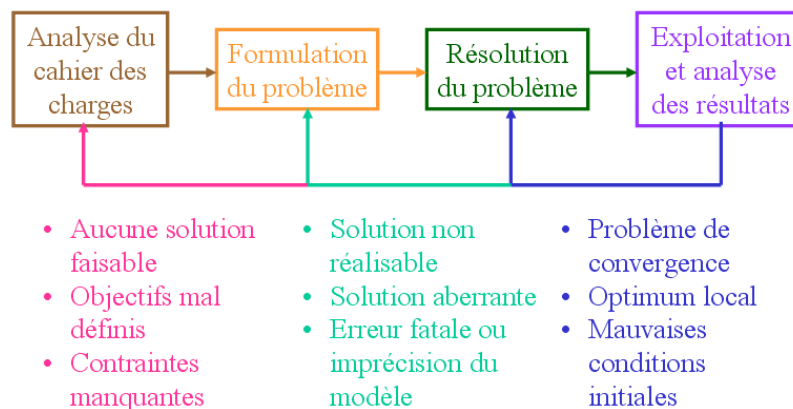 Analyse du
cahier des
charges
Formulation
du problème
Résolution
du problème
Exploitation
et analyse
des résultats
• Aucune solution
faisable
• Objectifs mal
définis
• Contraintes
manquantes
• Solution non
réalisable
• Solution aberrante
• Erreur fatale ou
imprécision du
modèle
• Problème de
convergence
• Optimum local
• Mauvaises
conditions
initiales